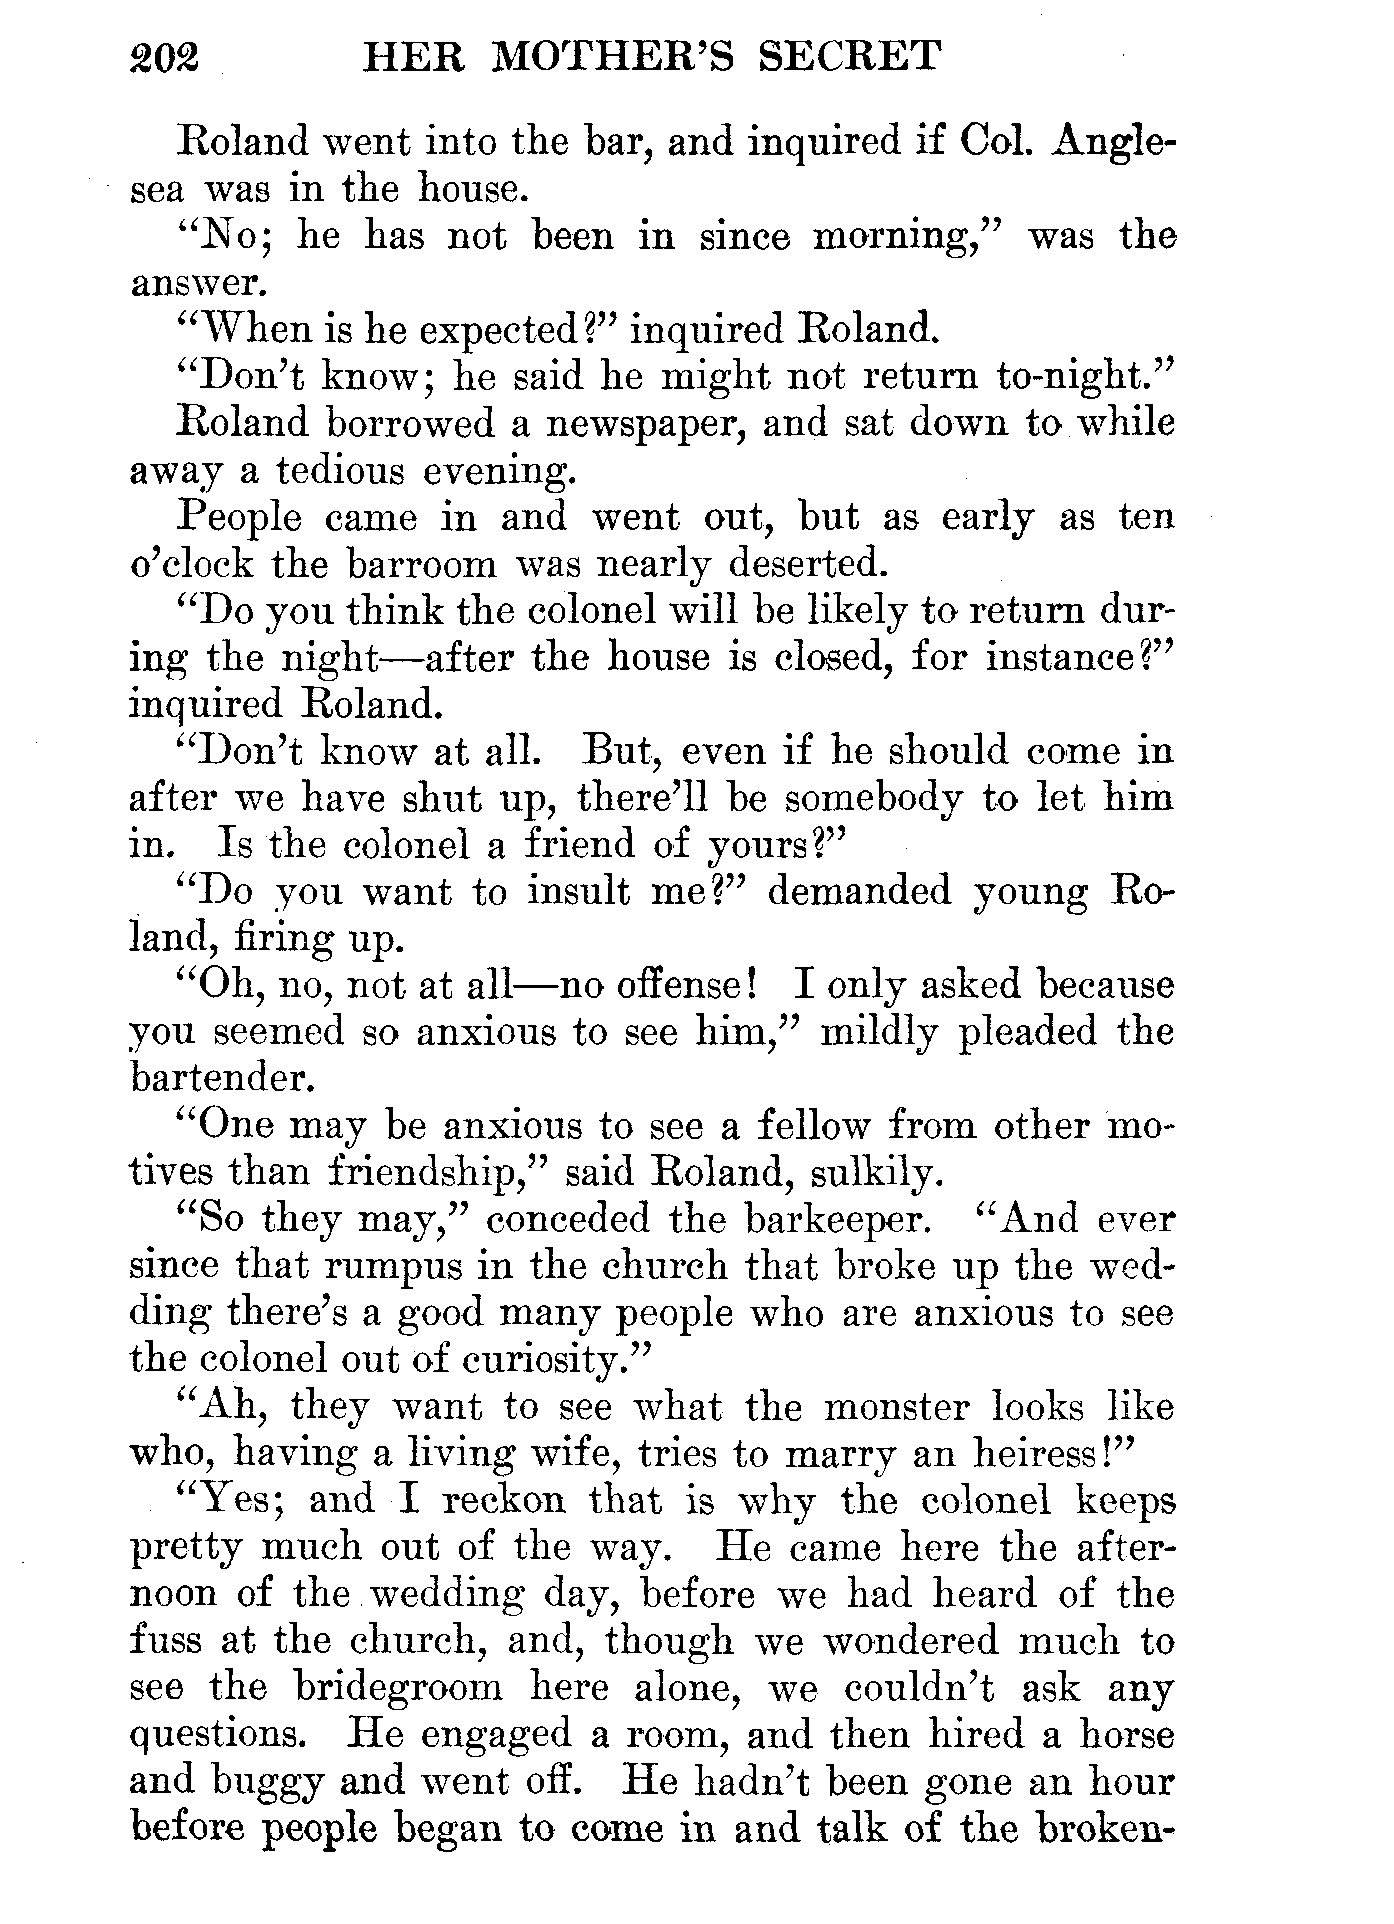 202 HER MOTHER'S SECRET
Roland went into the bar, and inquired if Col. Angle-
sea was in the house.
"No; he has not been in since morning," was the
answer.
"When is he expected?" inquired Roland.
"Don't know; he said he might not return to-night."
Roland borrowed a newspaper, and sat down to while
away a tedious evening.
People came in and went out, but as early as ten
o'clock the barroom was nearly deserted.
"Do you think the colonel will be likely to return dur-
ing the night—after the house is closed, for instance?"
inquired Roland.
"Don't know at all. But, even if he should come in
after we have shut up, there'll be somebody to let him
in. Is the colonel a friend of yours?"
"Do you want to insult me?" demanded young Ro-
land, firing up.
"Oh, no, not at all—no offense! I only asked because
you seemed so anxious to see him," mildly pleaded the
bartender.
"One may be anxious to see a fellow from other mo-
tives than friendship," said Roland, sulkily.
"So they may," conceded the barkeeper. "And ever
since that rumpus in the church that broke up the wed-
ding there's a good many people who are anxious to see
the colonel out of curiosity."
"Ah, they want to see what the monster looks like
who, having a living wife, tries to marry an heiress!"
"Yes; and I reckon that is why the colonel keeps
pretty much out of the way. He came here the after-
noon of the wedding day, before we had heard of the
fuss at the church, and, though we wondered much to
see the bridegroom here alone, we couldn't ask any
questions. He engaged a room, and then hired a horse
and buggy and went off. He hadn't been gone an hour
before people began to come in and talk of the broken-